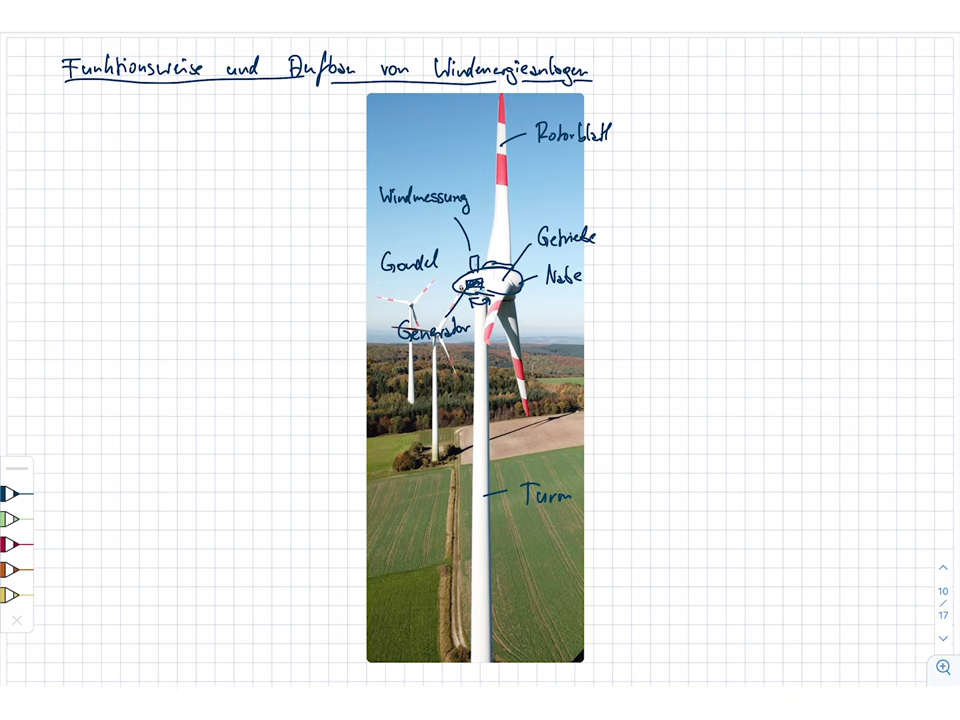 Funktionsweise und Aufbau von Windenergieanlagen
Rotorblatt
Windmessung
Getriebe
Gondel
Nabe
Generator
Turm
10
/
17